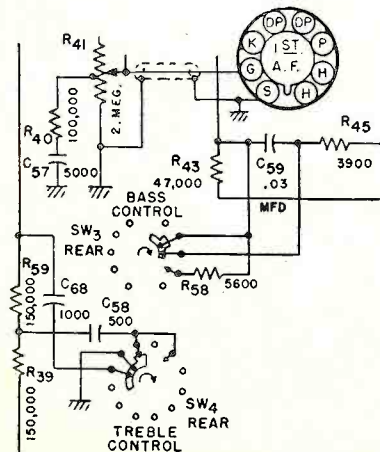 R41
DP DP
K 1ST P
G A.F. H
S H
2. MEG.
100,000
R40
C57 5000
R43
47,000
C59
.03
MFD
R45
3900
BASS
CONTROL
SW3
REAR
R58 5600
R59
150,000
C68
1000
C58
500
R39
150,000
SW4
REAR
TREBLE
CONTROL